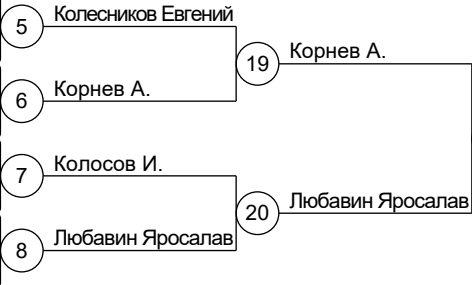 5 Колесников Евгений
19 Корнев А.
6 Корнев А.
7 Колосов И.
20 Любавин Яросалав
8 Любавин Яросалав